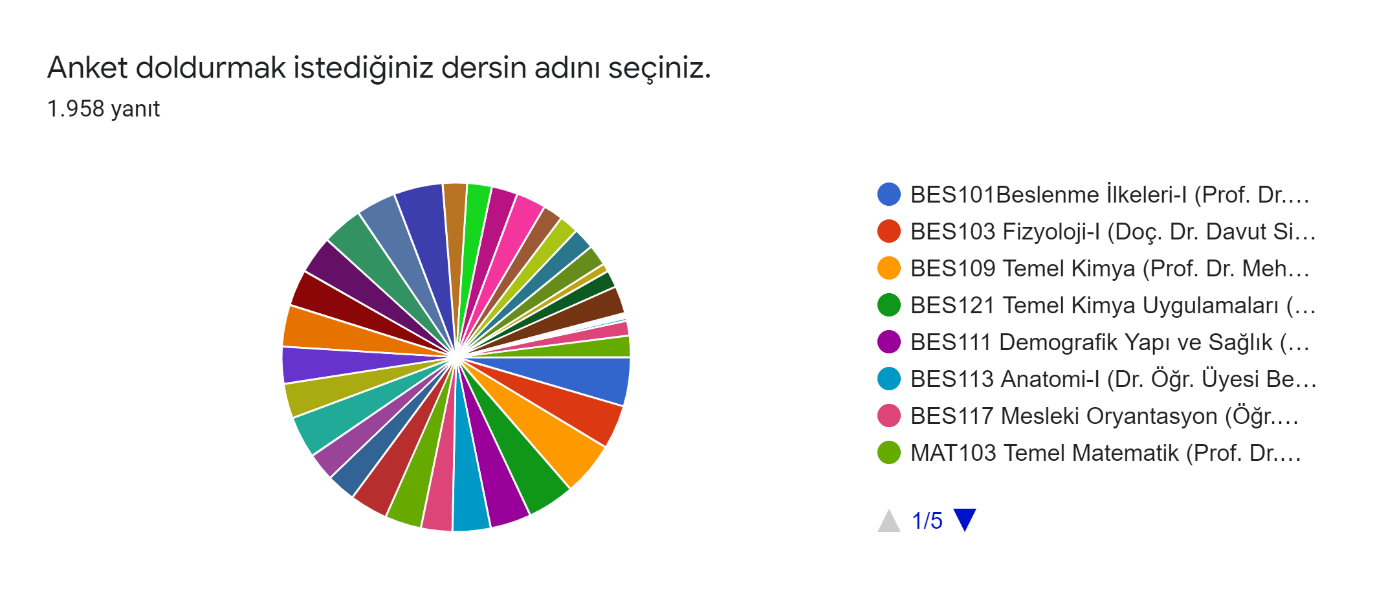 Anket doldurmak istediğiniz dersin adını seçiniz.
1.958 yanıt
BES101Beslenme İlkeleri-I (Prof. Dr....
BES103 Fizyoloji-I (Doç. Dr. Davut Si...
BES109 Temel Kimya (Prof. Dr. Meh...
BES121 Temel Kimya Uygulamaları (...
BES111 Demografik Yapı ve Sağlık (...
BES113 Anatomi-I (Dr. Öğr. Üyesi Be...
BES117 Mesleki Oryantasyon (Öğr....
MAT103 Temel Matematik (Prof. Dr....
1/5